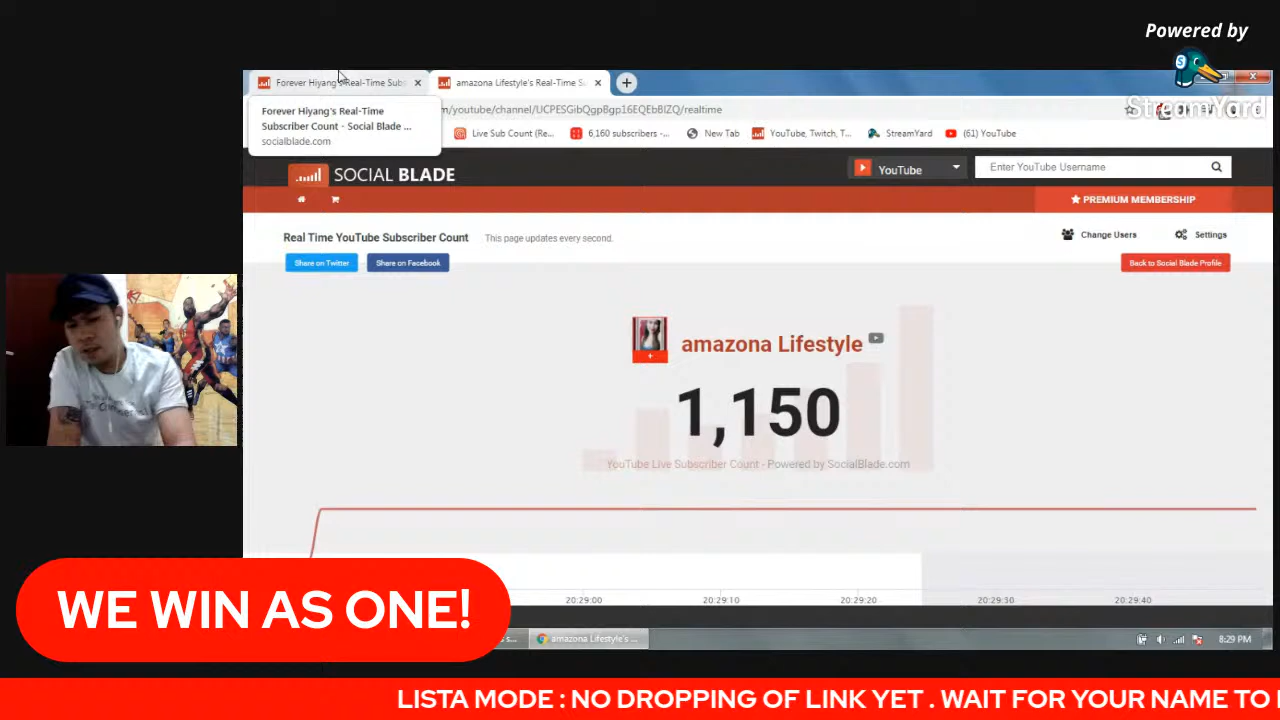 Powered by
StreamYard
Forever Hiyang's Real-Time Subs
amazona Lifestyle's Real-Time S
Forever Hiyang's Real-Time
Subscriber Count - Social Blade ...
socialblade.com
m/youtube/channel/UCPESGibQgpBgp16EQEbBlZQ/realtime
Live Sub Count (Re...
6,160 subscribers -...
New Tab
YouTube, Twitch, T...
StreamYard
(61) YouTube
SOCIAL BLADE
YouTube
Enter YouTube Username
PREMIUM MEMBERSHIP
Real Time YouTube Subscriber Count
This page updates every second.
Change Users
Settings
Share on Twitter
Share on Facebook
Back to Social Blade Profile
amazona Lifestyle
1,150
YouTube Live Subscriber Count - Powered by SocialBlade.com
20:29:00
20:29:10
20:29:20
20:29:30
20:29:40
amazona Lifestyle's ...
8:29 PM
WE WIN AS ONE!
LISTA MODE : NO DROPPING OF LINK YET . WAIT FOR YOUR NAME TO